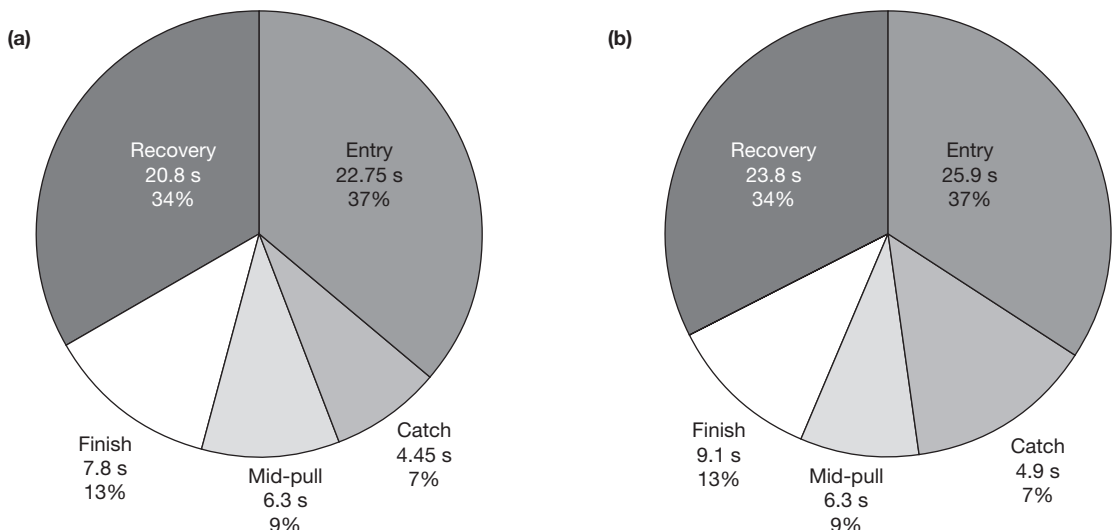 (a)
Recovery
20.8 s
34%
Entry
22.75 s
37%
Finish
7.8 s
13%
Mid-pull
6.3 s
9%
Catch
4.45 s
7%
(b)
Recovery
23.8 s
34%
Entry
25.9 s
37%
Finish
9.1 s
13%
Mid-pull
6.3 s
9%
Catch
4.9 s
7%